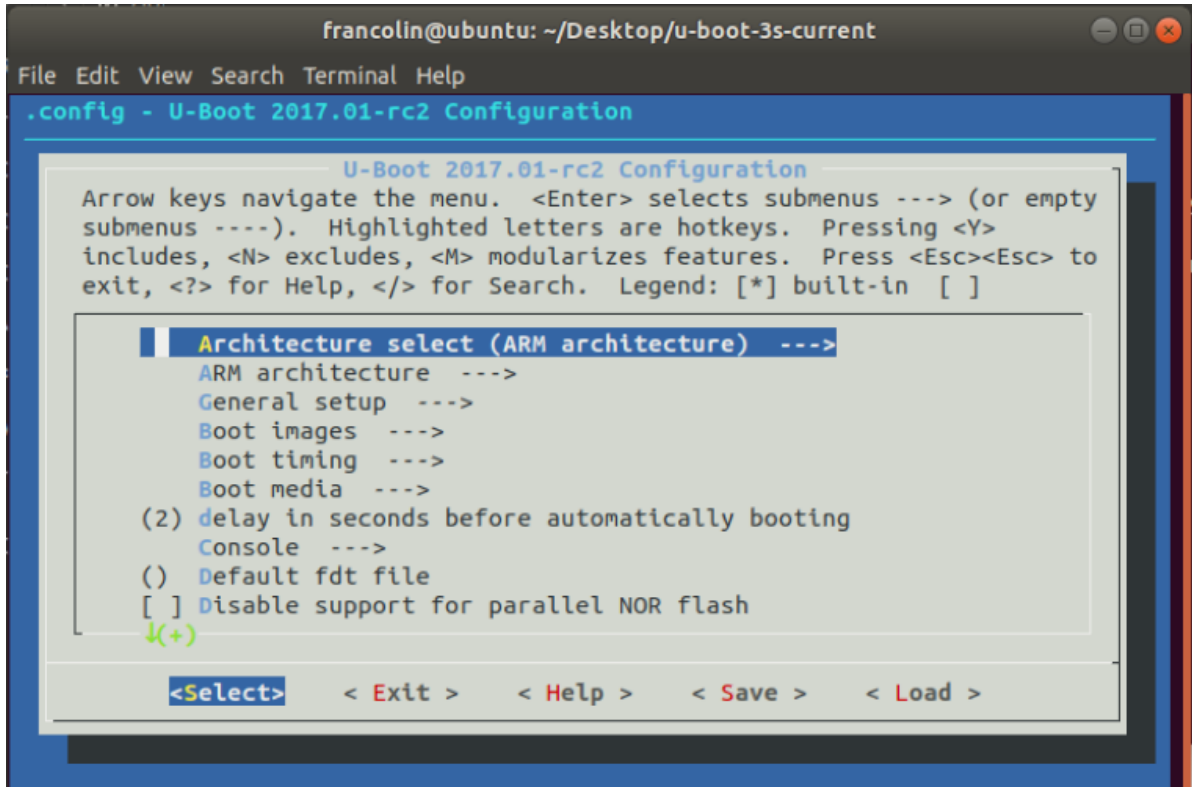 francolin@ubuntu: ~/Desktop/u-boot-3s-current
File Edit View Search Terminal Help
.config - U-Boot 2017.01-rc2 Configuration
U-Boot 2017.01-rc2 Configuration
Arrow keys navigate the menu.  <Enter> selects submenus ---> (or empty
submenus ----).  Highlighted letters are hotkeys.  Pressing <Y>
includes, <N> excludes, <M> modularizes features.  Press <Esc><Esc> to
exit, <?> for Help, </> for Search.  Legend: [*] built-in  [ ]
Architecture select (ARM architecture)  --->
ARM architecture  --->
General setup  --->
Boot images  --->
Boot timing  --->
Boot media  --->
(2) delay in seconds before automatically booting
Console  --->
()  Default fdt file
[ ] Disable support for parallel NOR flash
↓(+)
<Select>    < Exit >    < Help >    < Save >    < Load >